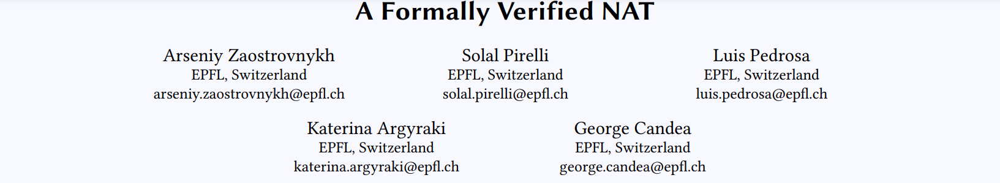 A Formally Verified NAT
Arseniy Zaostrovnykh
EPFL, Switzerland
arseniy.zaostrovnykh@epfl.ch
Solal Pirelli
EPFL, Switzerland
solal.pirelli@epfl.ch
Luis Pedrosa
EPFL, Switzerland
luis.pedrosa@epfl.ch
Katerina Argyraki
EPFL, Switzerland
katerina.argyraki@epfl.ch
George Candea
EPFL, Switzerland
george.candea@epfl.ch